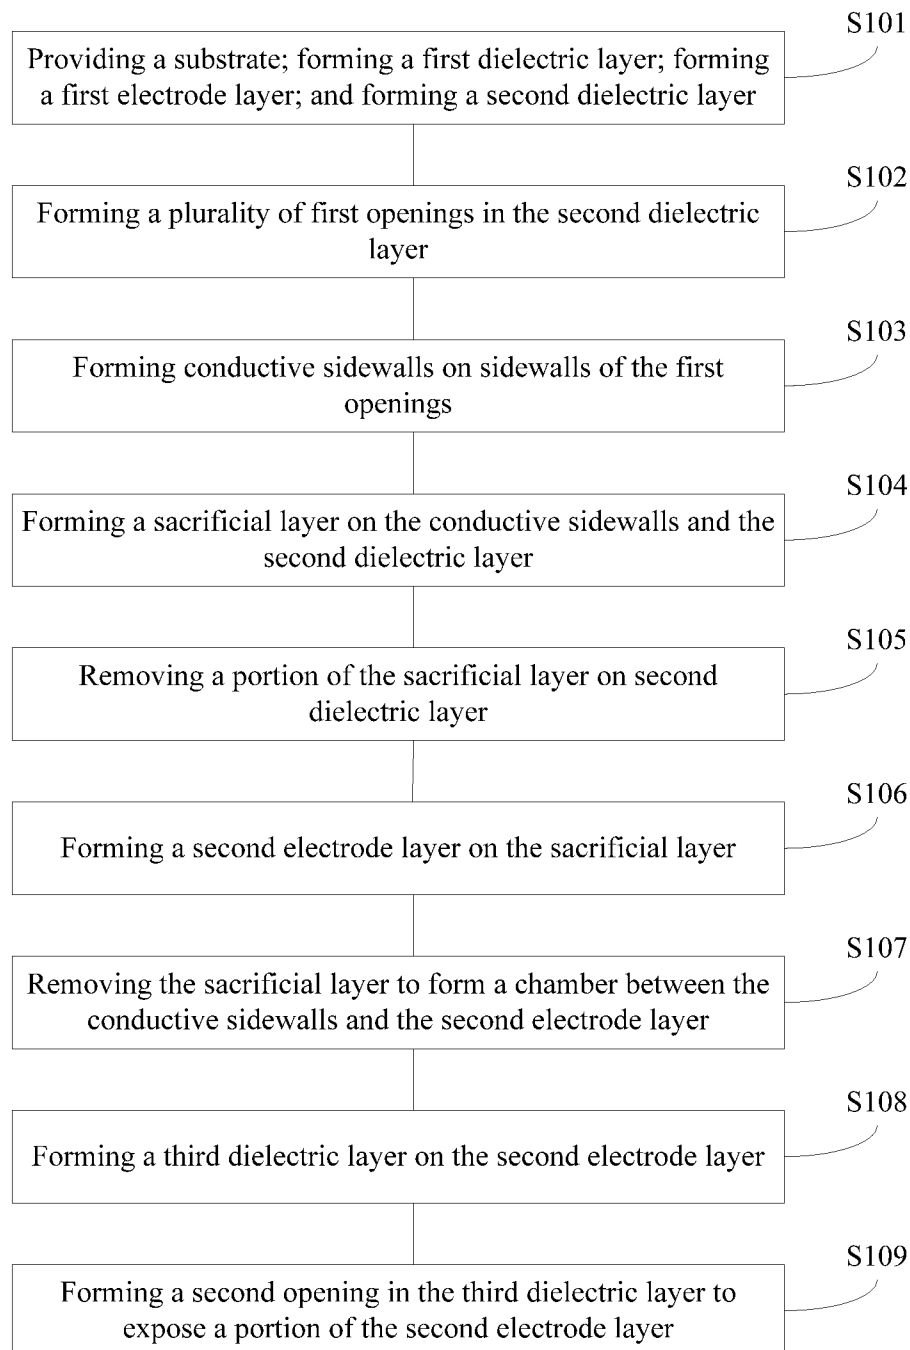 S101
Providing a substrate; forming a first dielectric layer; forming
a first electrode layer; and forming a second dielectric layer
S102
Forming a plurality of first openings in the second dielectric
layer
S103
Forming conductive sidewalls on sidewalls of the first
openings
S104
Forming a sacrificial layer on the conductive sidewalls and the
second dielectric layer
S105
Removing a portion of the sacrificial layer on second
dielectric layer
S106
Forming a second electrode layer on the sacrificial layer
S107
Removing the sacrificial layer to form a chamber between the
conductive sidewalls and the second electrode layer
S108
Forming a third dielectric layer on the second electrode layer
S109
Forming a second opening in the third dielectric layer to
expose a portion of the second electrode layer